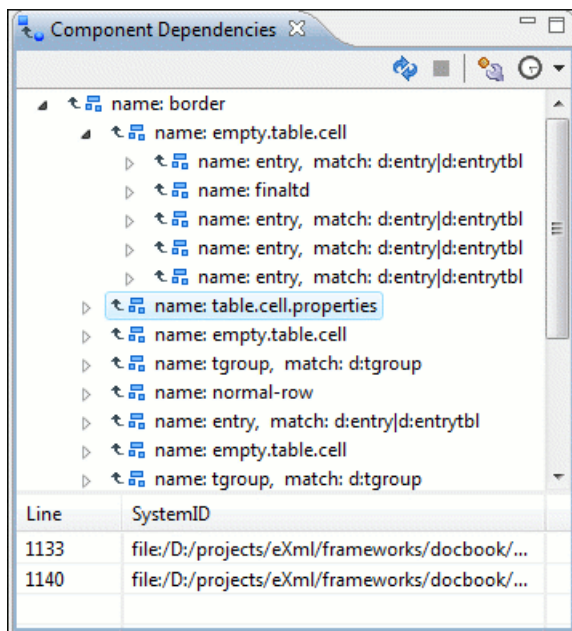 Component Dependencies
name: border
name: empty.table.cell
name: entry, match: d:entry|d:entrytbl
name: finaltd
name: entry, match: d:entry|d:entrytbl
name: entry, match: d:entry|d:entrytbl
name: entry, match: d:entry|d:entrytbl
name: table.cell.properties
name: empty.table.cell
name: tgroup, match: d:tgroup
name: normal-row
name: entry, match: d:entry|d:entrytbl
name: empty.table.cell
name: tgroup, match: d:tgroup
Line SystemID
1133 file:/D:/projects/eXml/frameworks/docbook/...
1140 file:/D:/projects/eXml/frameworks/docbook/...